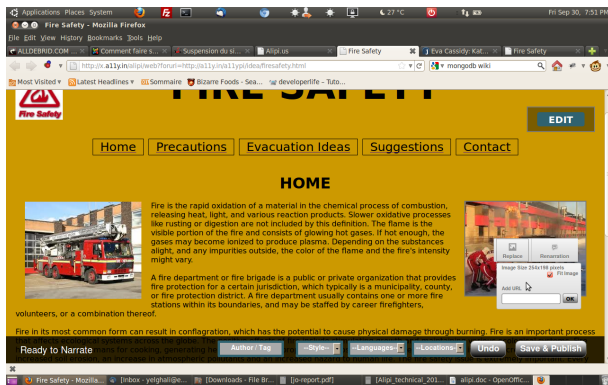 Applications Places System
27 °C
Fri Sep 30, 7:51 PM
Fire Safety - Mozilla Firefox
File Edit View History Bookmarks Tools Help
ALLDEBRID.COM ...
Comment faire s...
Suspension du si...
Alipi.us
Fire Safety
Eva Cassidy: Kat...
Fire Safety
http://x.a11y.in/alipi/web?foruri=http://a11y.in/a11ypi/idea/firesafety.html
mongodb wiki
Most Visited
Latest Headlines
Sommaire
Bizarre Foods - Sea...
developerlife - Tuto...
Fire Safety
FIRE SAFETY
EDIT
Home
Precautions
Evacuation Ideas
Suggestions
Contact
HOME
Fire is the rapid oxidation of a material in the chemical process of combustion,
releasing heat, light, and various reaction products. Slower oxidative processes
like rusting or digestion are not included by this definition. The flame is the
visible portion of the fire and consists of glowing hot gases. If hot enough, the
gases may become ionized to produce plasma. Depending on the substances
alight, and any impurities outside, the color of the flame and the fire's intensity
might vary.
Replace
Renarration
Image Size 254x198 pixels
Fit Image
Add URL
OK
A fire department or fire brigade is a public or private organization that provides
fire protection for a certain jurisdiction, which typically is a municipality, county,
or fire protection district. A fire department usually contains one or more fire
stations within its boundaries, and may be staffed by career firefighters,
volunteers, or a combination thereof.
Fire in its most common form can result in conflagration, which has the potential to cause physical damage through burning. Fire is an important process
that affects ecological systems across the globe.
Ready to Narrate
Author / Tag
--Style--
--Languages--
--Locations-
Undo
Save & Publish
Fire Safety - Mozilla...
[Inbox - yelghali@e...
[Downloads - File Br...
[jo-report.pdf]
[Alipi_technical_201...
alipi.doc - OpenOffic...